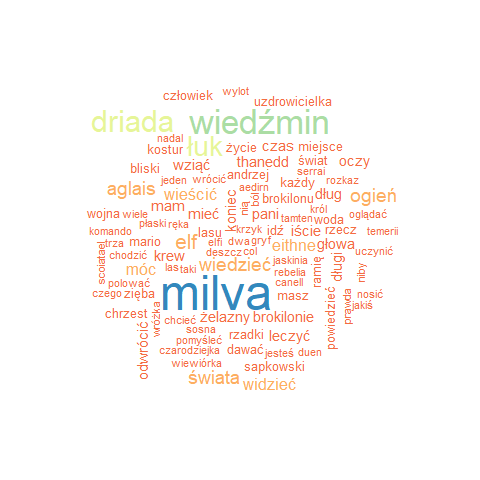 człowiek
wylot
uzdrowicielka
driada
wiedźmin
nadal
kostur
łuk
życie
czas
miejsce
bliski
wziąć
thanedd
świat
oczy
jeden
wrócić
andrzej
serrai
aglais
wieścić
aedirn
każdy
rozkaz
ogień
ból
nią
koniec
brokilonu
dług
wojna
wiele
mam
mieć
pani
tamten
król
oglądać
płaski
ręka
woda
komando
lasu
krzyk
idź
iście
rzecz
temerii
trza
mario
elf
elfi
dwa
gryf
eithne
głowa
scoiatael
chodzić
krew
deszcz
col
uczynić
móc
las
taki
wiedzieć
jaskinia
ramię
długi
rebelia
niby
polować
milva
canell
czego
zięba
masz
powiedzieć
prawda
nosić
jakiś
chrzest
wróżka
chcieć
żelazny
brokilonie
odwrócić
sosna
pomyśleć
rzadki
leczyć
czarodziejka
dawać
jesteś
duen
wiewiórka
sapkowski
świata
widzieć